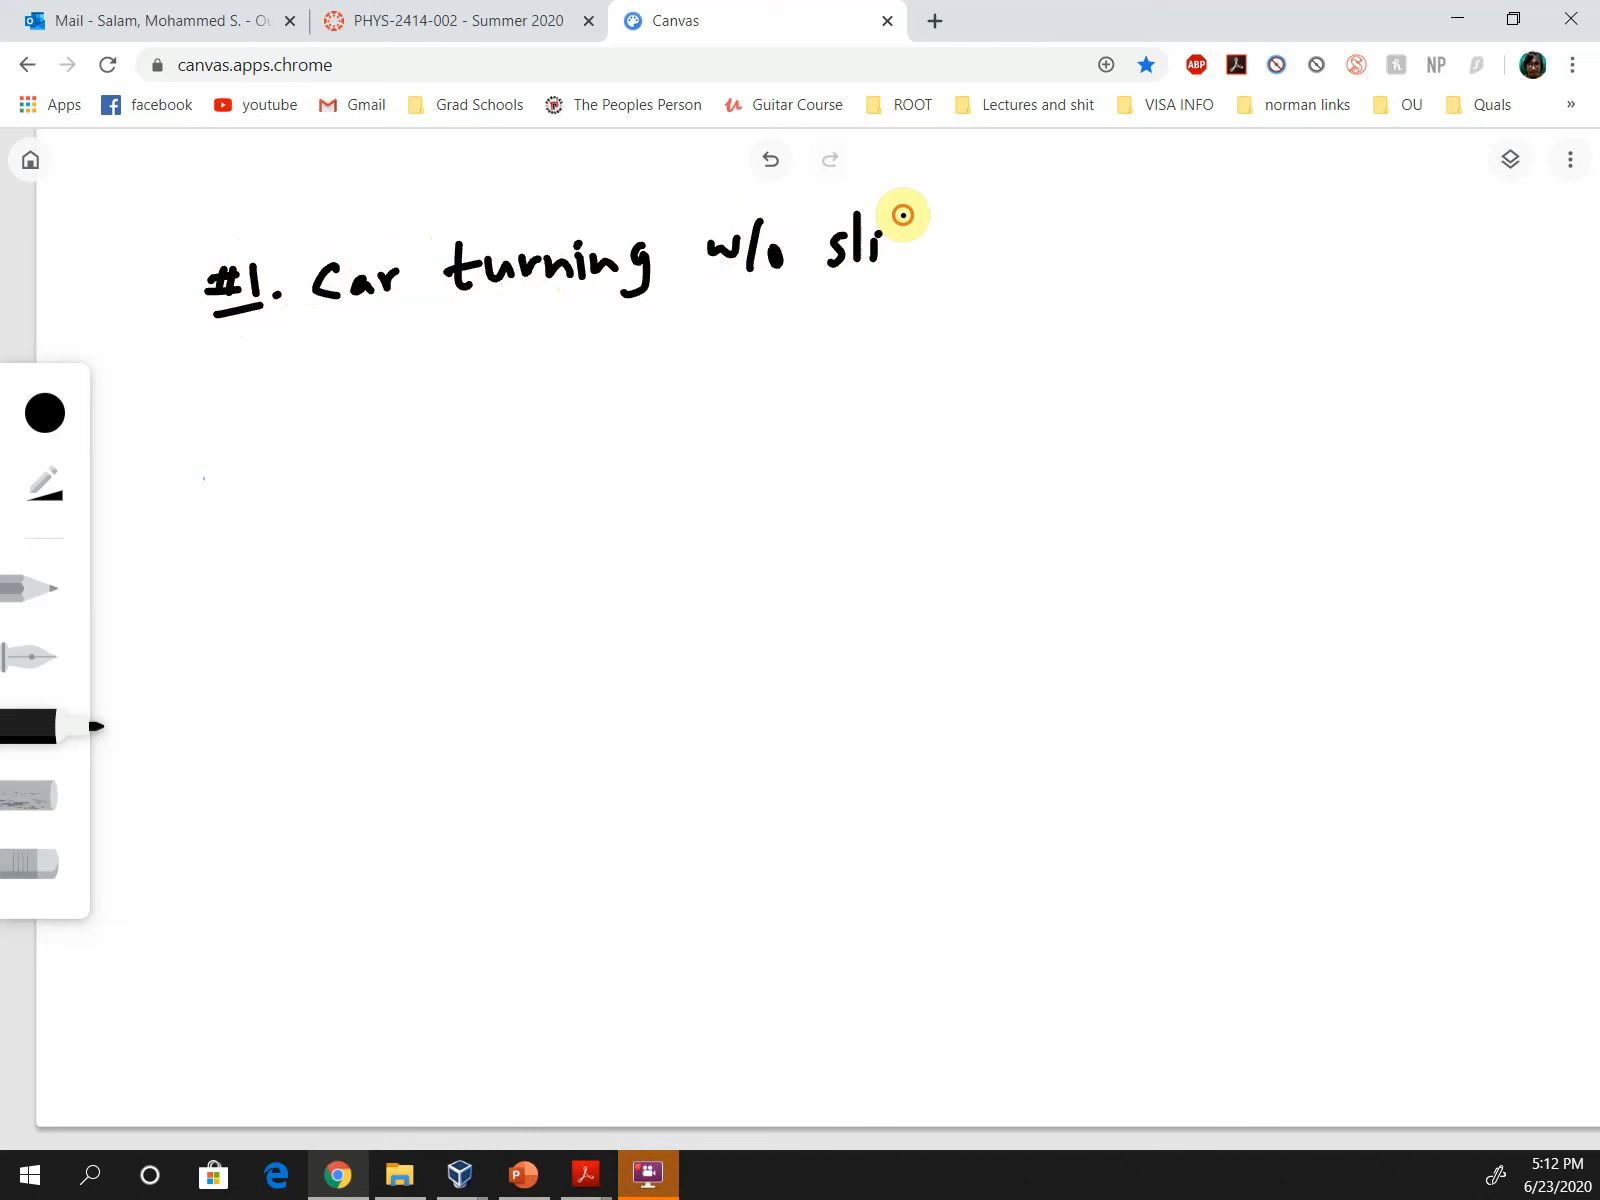 Mail - Salam, Mohammed S. - Ou
PHYS-2414-002 - Summer 2020
Canvas
canvas.apps.chrome
ABP
NP
Apps
facebook
youtube
Gmail
Grad Schools
The Peoples Person
Guitar Course
ROOT
Lectures and shit
VISA INFO
norman links
OU
Quals
»
#1. Car turning w/o sli
5:12 PM
6/23/2020